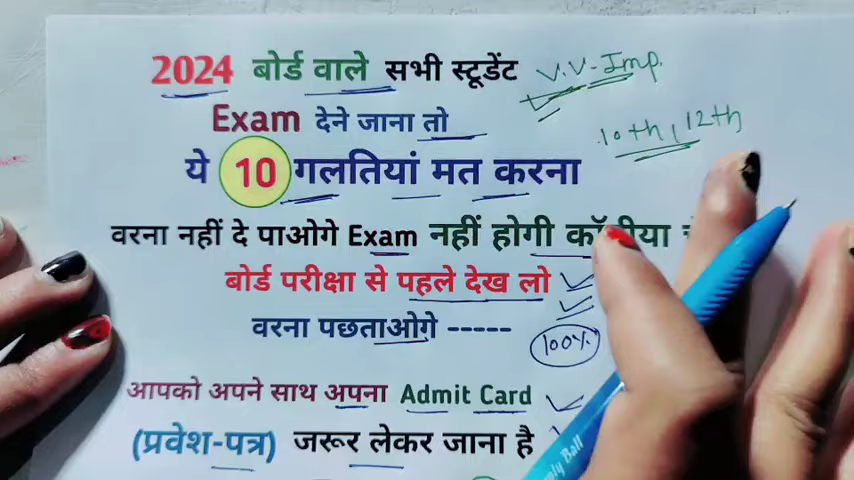 2024 बोर्ड वाले सभी स्टूडेंट V.V-Imp.
Exam देने जाना तो
10th, 12th
ये 10 गलतियां मत करना
वरना नहीं दे पाओगे Exam नहीं होगी
बोर्ड परीक्षा से पहले देख लो
वरना पछताओगे -----
100%
आपको अपने साथ अपना Admit Card
(प्रवेश-पत्र) जरूर लेकर जाना है